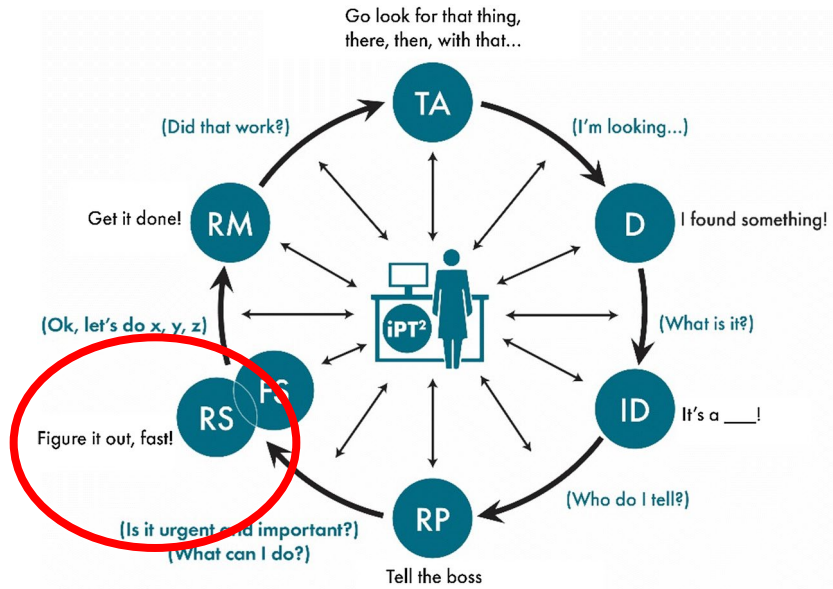 Go look for that thing,
there, then, with that...
TA
(Did that work?)
(I'm looking...)
Get it done!
RM
D
I found something!
(Ok, let's do x, y, z)
iPT²
(What is it?)
FS
RS
Figure it out, fast!
ID
It's a ___!
(Who do I tell?)
RP
(Is it urgent and important?)
(What can I do?)
Tell the boss